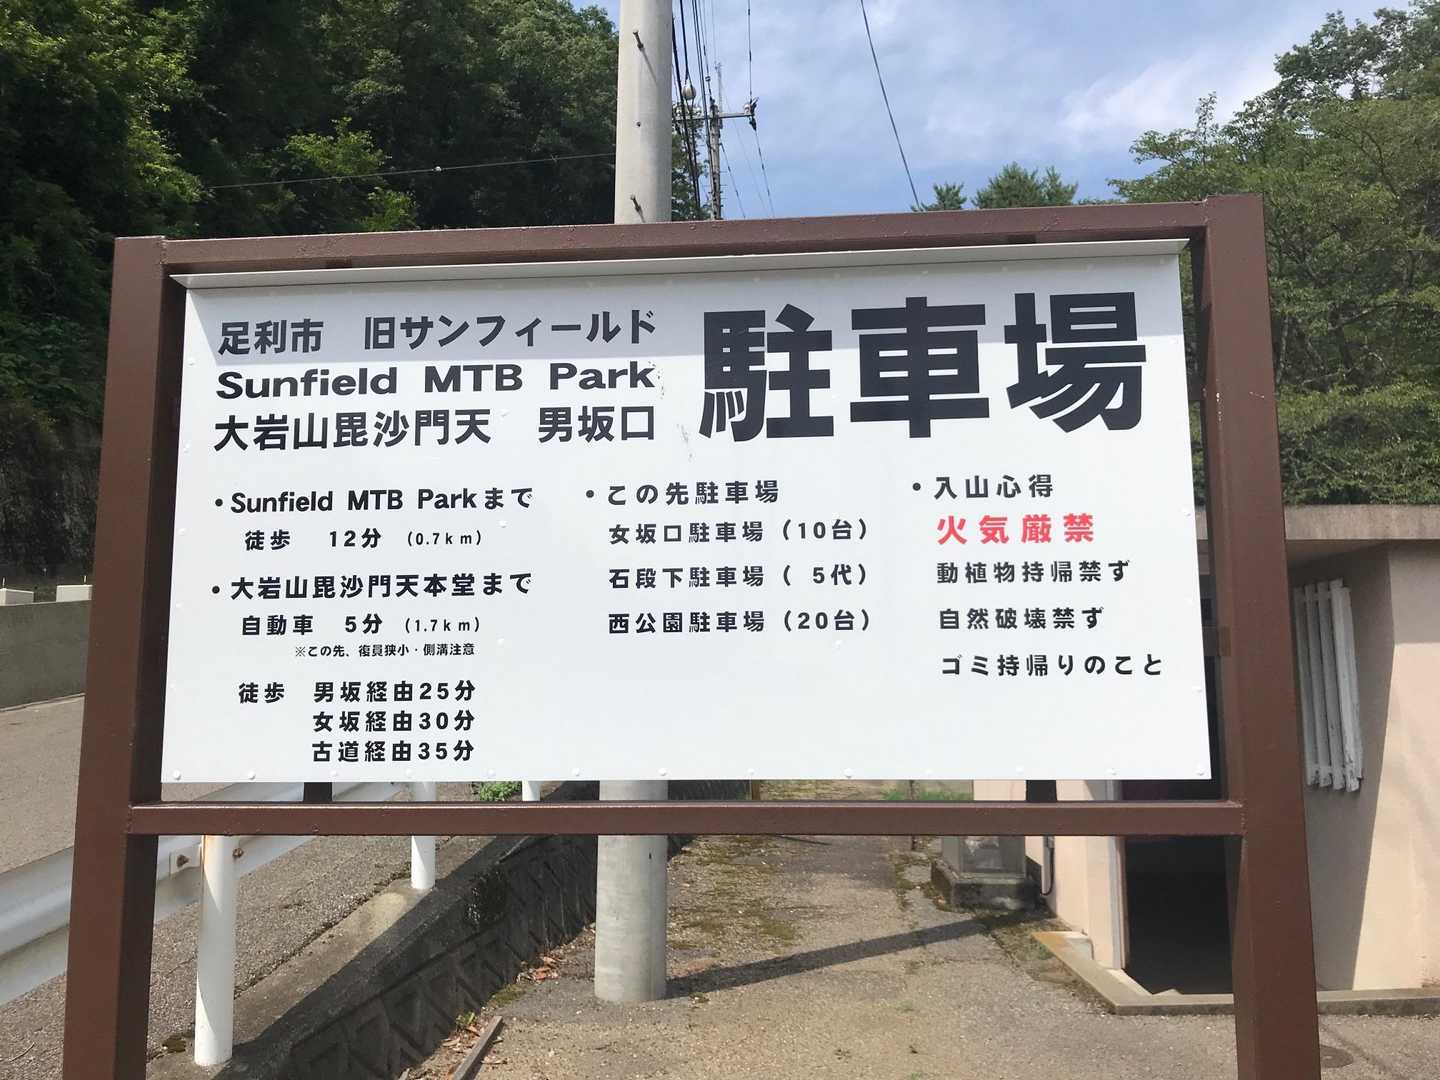 足利市　旧サンフィールド
Sunfield MTB Park
大岩山毘沙門天　男坂口
駐車場
・Sunfield MTB Parkまで
徒歩　12分（0.7ｋｍ）
・大岩山毘沙門天本堂まで
自動車　5分（1.7ｋｍ）
※この先、復員狭小・側溝注意
徒歩　男坂経由25分
女坂経由30分
古道経由35分
・この先駐車場
女坂口駐車場（10台）
石段下駐車場（ 5代）
西公園駐車場（20台）
・入山心得
火気厳禁
動植物持帰禁ず
自然破壊禁ず
ゴミ持帰りのこと